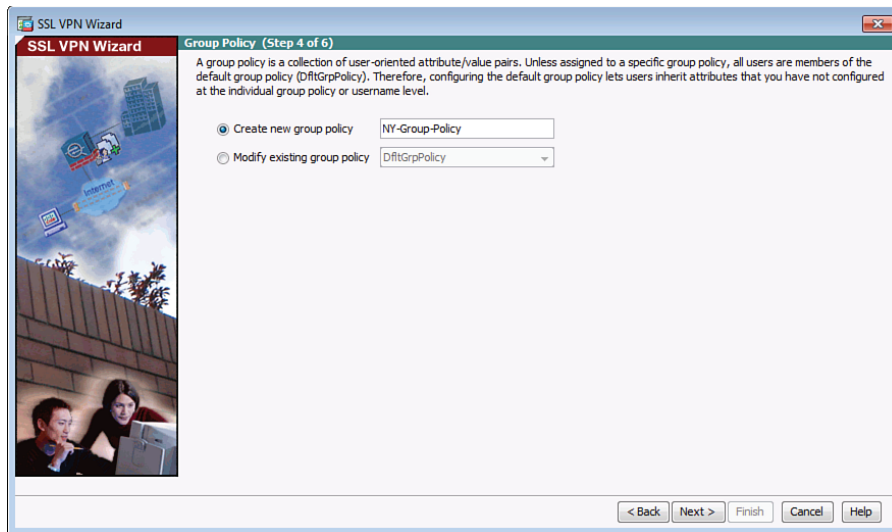 SSL VPN Wizard
SSL VPN Wizard
Group Policy (Step 4 of 6)
A group policy is a collection of user-oriented attribute/value pairs. Unless assigned to a specific group policy, all users are members of the
default group policy (DfltGrpPolicy). Therefore, configuring the default group policy lets users inherit attributes that you have not configured
at the individual group policy or username level.
Create new group policy NY-Group-Policy
Modify existing group policy DfltGrpPolicy
Internet
< Back Next > Finish Cancel Help